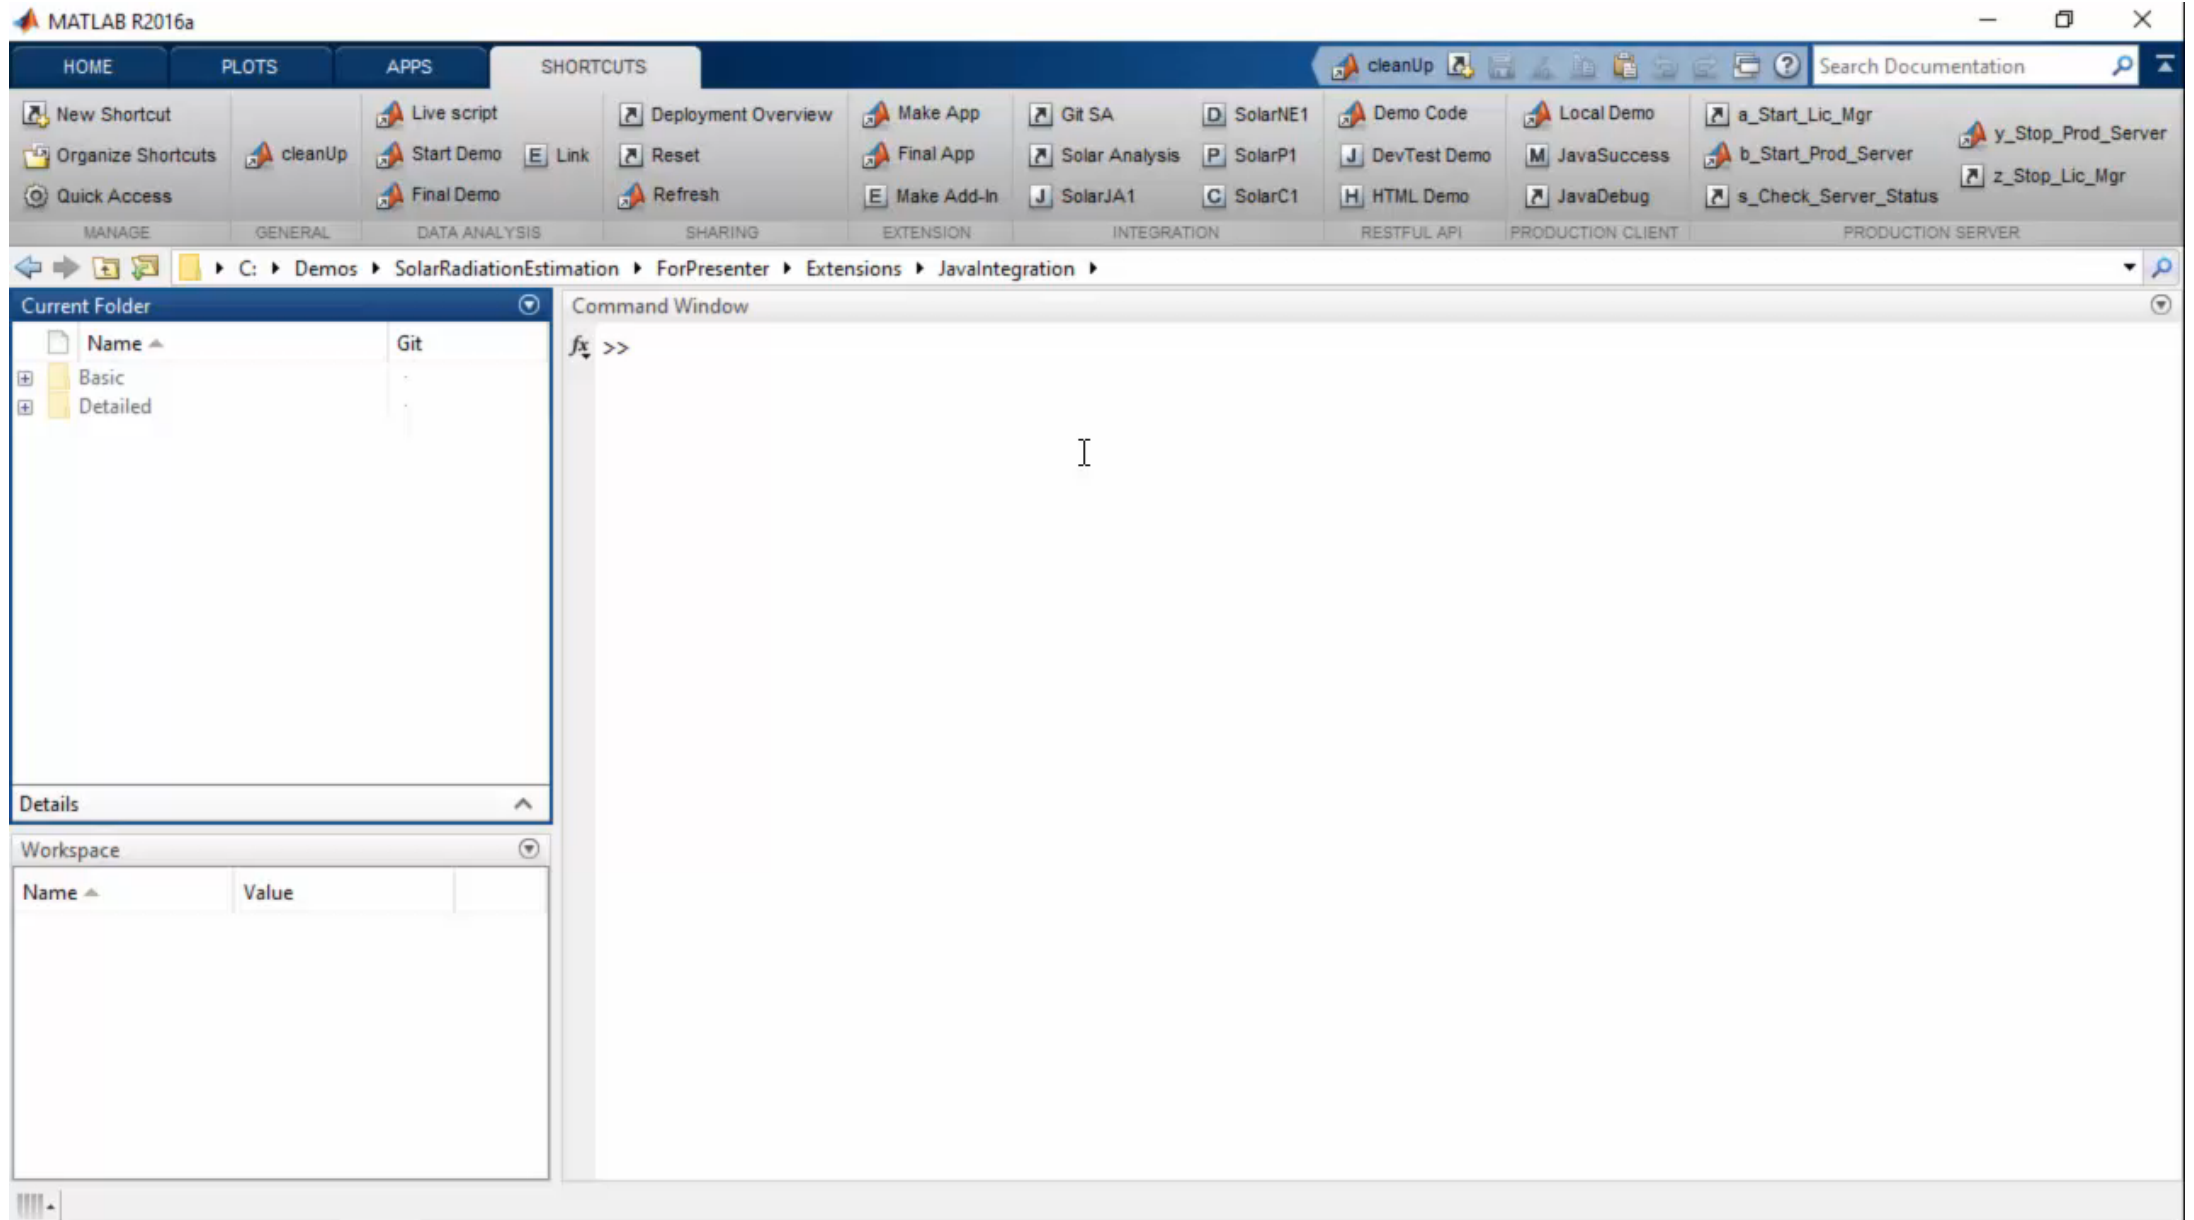 MATLAB R2016a
HOME PLOTS APPS SHORTCUTS cleanUp Search Documentation
New Shortcut Live script Deployment Overview Make App Git SA D SolarNE1 Demo Code Local Demo a_Start_Lic_Mgr
y_Stop_Prod_Server
Organize Shortcuts cleanUp Start Demo E Link Reset Final App Solar Analysis P SolarP1 J DevTest Demo M JavaSuccess b_Start_Prod_Server
z_Stop_Lic_Mgr
Quick Access Final Demo Refresh E Make Add-In J SolarJA1 C SolarC1 H HTML Demo JavaDebug s_Check_Server_Status
MANAGE GENERAL DATA ANALYSIS SHARING EXTENSION INTEGRATION RESTFUL API PRODUCTION CLIENT PRODUCTION SERVER
C: Demos SolarRadiationEstimation ForPresenter Extensions JavaIntegration
Current Folder
Name Git
Basic
Detailed
Details
Workspace
Name Value
Command Window
fx >>